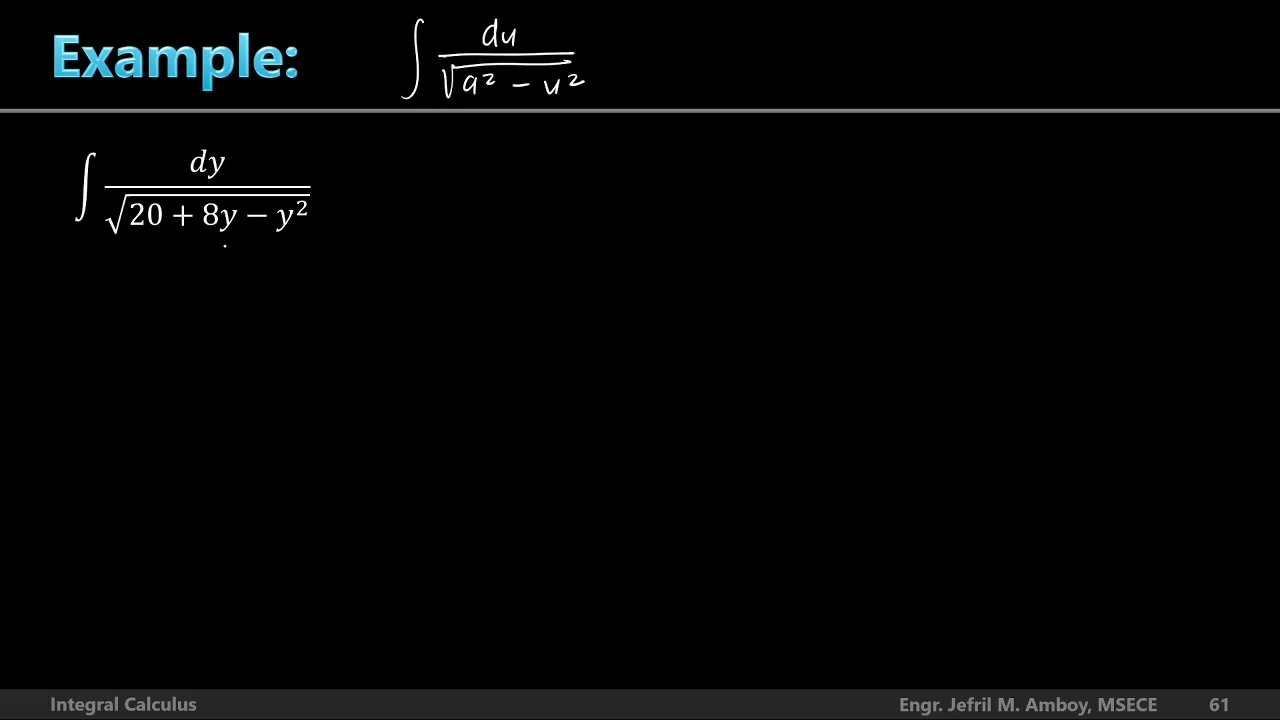 Example: ∫ du / √(a² − u²)
∫ dy / √(20 + 8y − y²)
Integral Calculus Engr. Jefril M. Amboy, MSECE 61